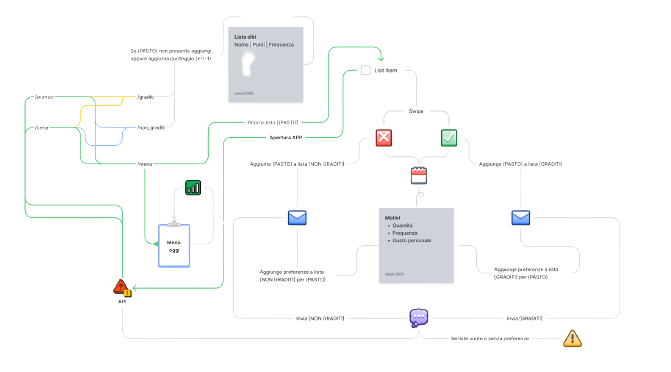 Lista cibi
Nome | Punti | Frequenza
Se {PASTO} non presente aggiungi,
oppure aggiorna punteggio (+1/-1)
List Item
/pranzo
/graditi
Swipe
Ritorna lista [{PASTI}]
/cena
/non_graditi
Apertura APP
/menu
Aggiunge {PASTO} a lista [NON GRADITI]
Aggiunge {PASTO} a lista [GRADITI]
Menù
oggi
Motivi
Quantità
Frequenza
Gusto personale
Aggiunge preferenze a lista
[NON GRADITI] per {PASTO}
Aggiunge preferenze a lista
[GRADITI] per {PASTO}
API
Invia [NON GRADITI]
Invia [GRADITI]
Se liste vuote o senza preferenze